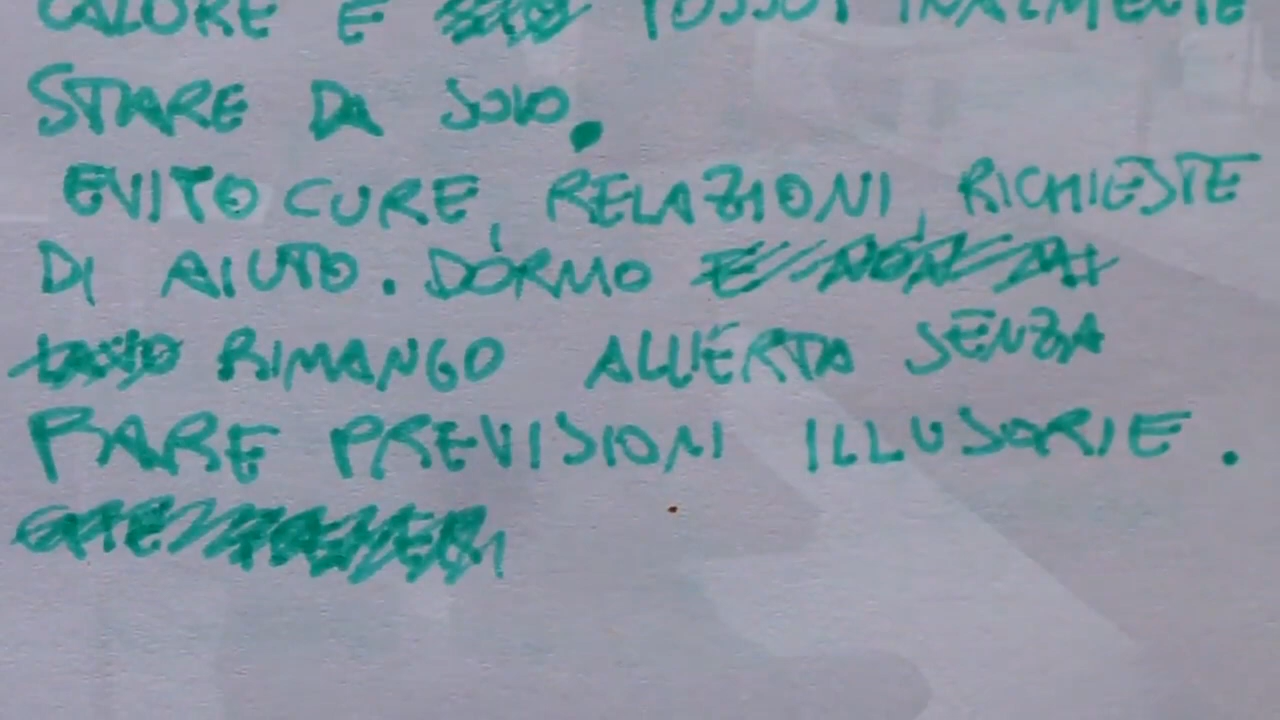 CALORE E POSSO FINALMENTE
STARE DA SOLO.
EVITO CURE, RELAZIONI, RICHIESTE
DI AIUTO. DORMO
RIMANGO ALLERTA SENZA
FARE PREVISIONI ILLUSORIE.